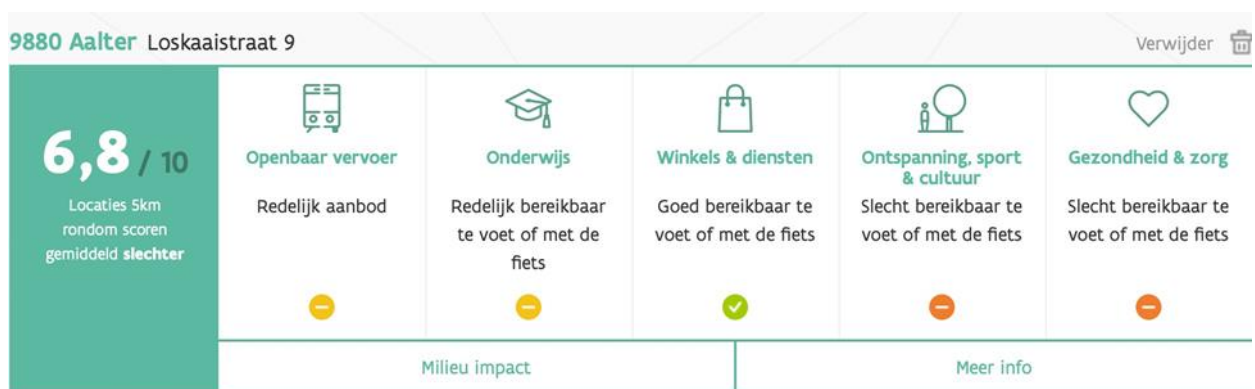 9880 Aalter Loskaaistraat 9
Verwijder
6,8 / 10
Locaties 5km
rondom scoren
gemiddeld slechter
Openbaar vervoer
Redelijk aanbod
Onderwijs
Redelijk bereikbaar
te voet of met de
fiets
Winkels & diensten
Goed bereikbaar te
voet of met de fiets
Ontspanning, sport
& cultuur
Slecht bereikbaar te
voet of met de fiets
Gezondheid & zorg
Slecht bereikbaar te
voet of met de fiets
Milieu impact
Meer info